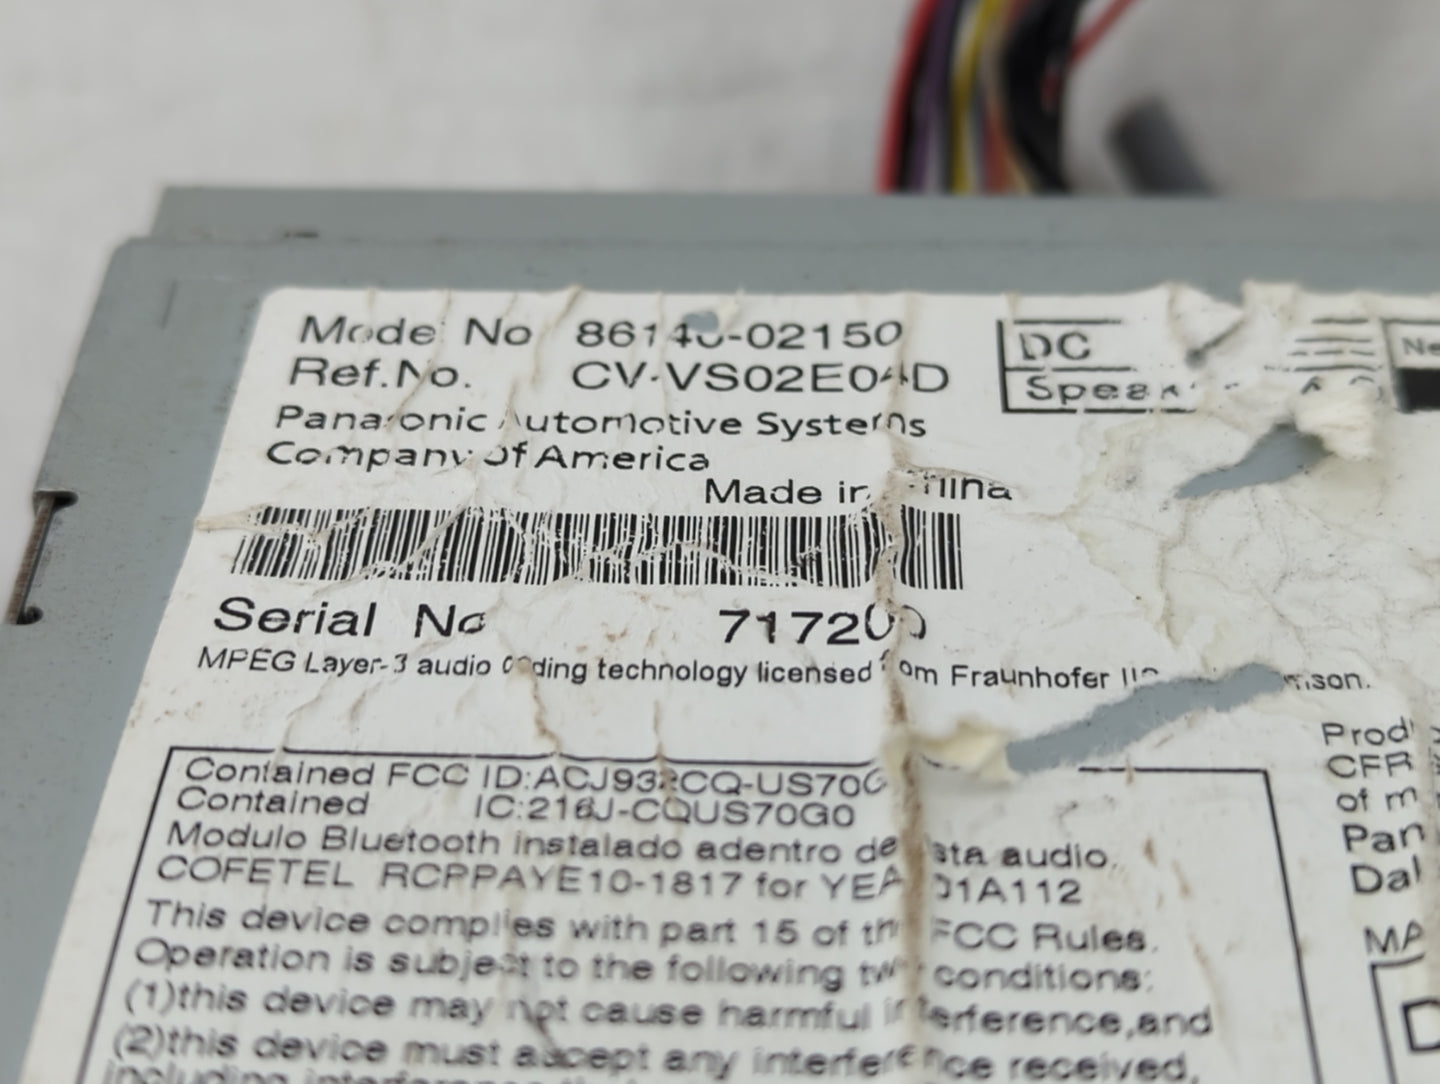 Model No 86140-02150
Ref.No. CV-VS02E04D
Panasonic Automotive Systems
Company of America
Made in China
DC
Serial No
MPEG Layer-3 audio coding technology licensed from Fraunhofer
Contained FCC ID:ACJ932CQ-US70G
Contained IC:216J-CQUS70G0
Modulo Bluetooth instalado adentro de esta audio.
COFETEL RCPPAYE10-1817 for
This device complies with part 15 of the FCC Rules.
Operation is subject to the following two conditions:
(1)this device may not cause harmful interference,and
(2)this device must accept any interference received,
including interference
CFR
of